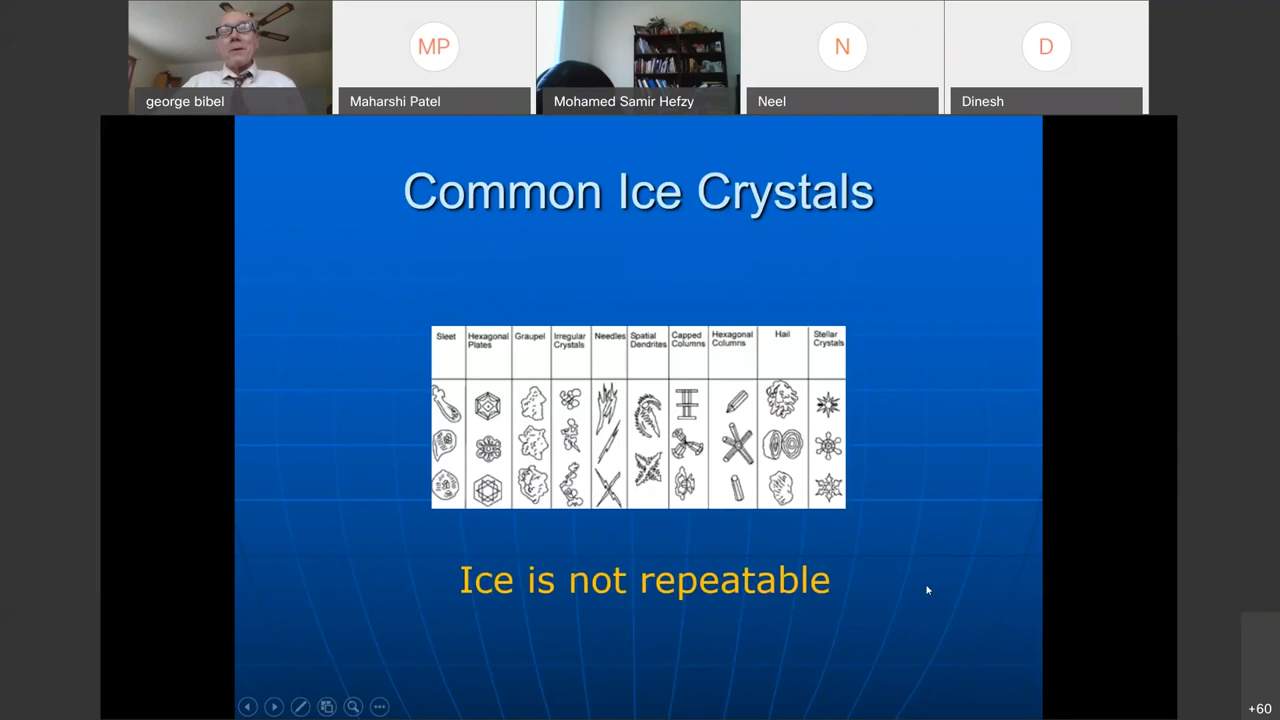 MP
N
D
george bibel
Maharshi Patel
Mohamed Samir Hefzy
Neel
Dinesh
Common Ice Crystals
Sleet
Hexagonal
Plates
Graupel
Irregular
Crystals
Needles
Spatial
Dendrites
Capped
Columns
Hexagonal
Columns
Hail
Stellar
Crystals
Ice is not repeatable
+60